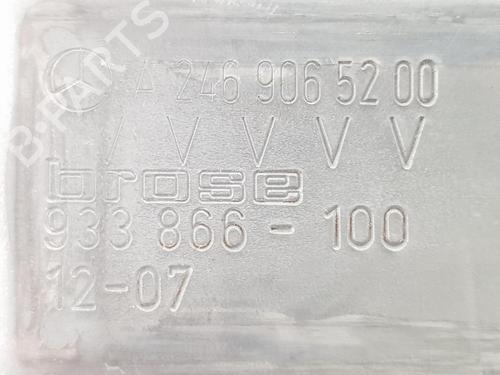 B-PARTS
A 246 906 52 00
V V V V V
brose
933 866-100
12-07